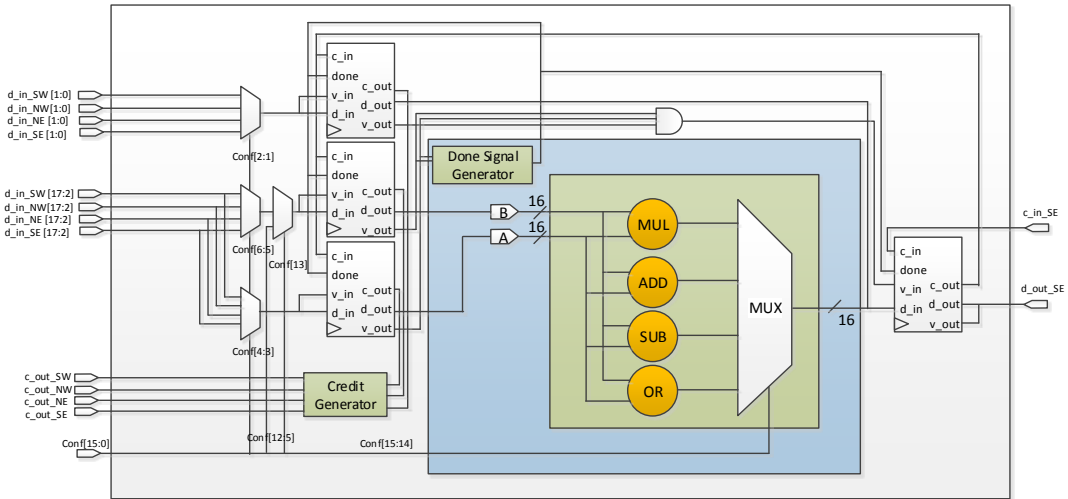 d_in_SW [1:0]
d_in_NW[1:0]
d_in_NE [1:0]
d_in_SE [1:0]
Conf[2:1]
c_in
done
v_in
d_in
c_out
d_out
v_out
d_in_SW [17:2]
d_in_NW[17:2]
d_in_NE [17:2]
d_in_SE [17:2]
Conf[6:5]
Conf[13]
c_in
done
v_in
d_in
c_out
d_out
v_out
Conf[4:3]
c_in
done
v_in
d_in
c_out
d_out
v_out
c_out_SW
c_out_NW
c_out_NE
c_out_SE
Credit
Generator
Conf[15:0]
Conf[12:5]
Conf[15:14]
Done Signal
Generator
B
16
A
16
MUL
ADD
SUB
OR
MUX
16
c_in
done
v_in
d_in
c_out
d_out
v_out
c_in_SE
d_out_SE